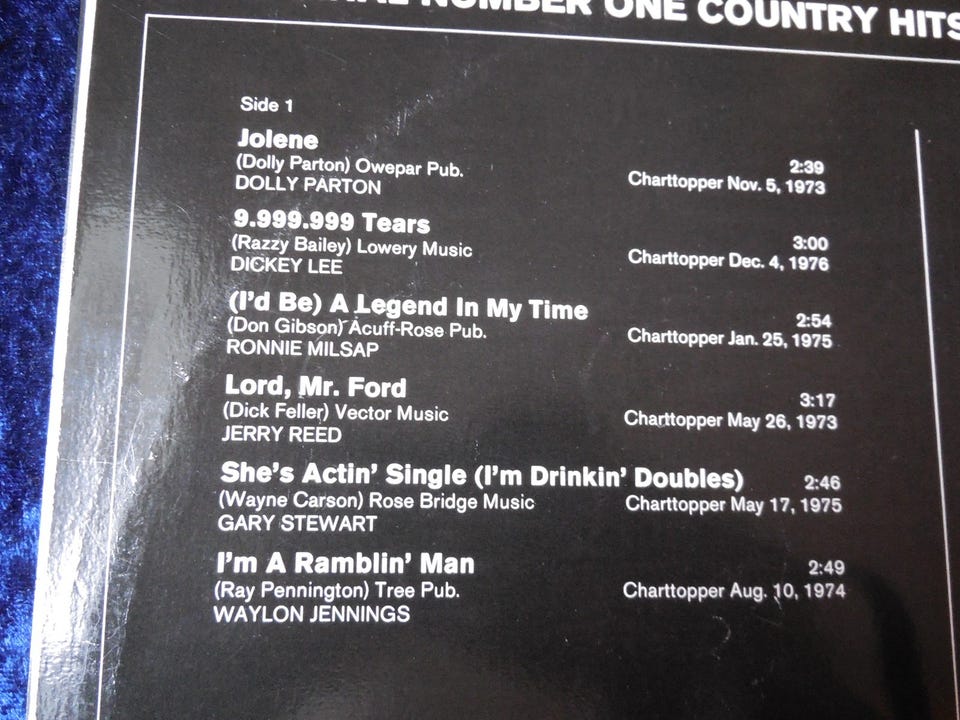 NUMBER ONE COUNTRY HITS
Side 1
Jolene
(Dolly Parton) Owepar Pub. 2:39
DOLLY PARTON Charttopper Nov. 5, 1973
9.999.999 Tears
(Razzy Bailey) Lowery Music 3:00
DICKEY LEE Charttopper Dec. 4, 1976
(I'd Be) A Legend In My Time
(Don Gibson) Acuff-Rose Pub. 2:54
RONNIE MILSAP Charttopper Jan. 25, 1975
Lord, Mr. Ford
(Dick Feller) Vector Music 3:17
JERRY REED Charttopper May 26, 1973
She's Actin' Single (I'm Drinkin' Doubles) 2:46
(Wayne Carson) Rose Bridge Music Charttopper May 17, 1975
GARY STEWART
I'm A Ramblin' Man 2:49
(Ray Pennington) Tree Pub. Charttopper Aug. 10, 1974
WAYLON JENNINGS